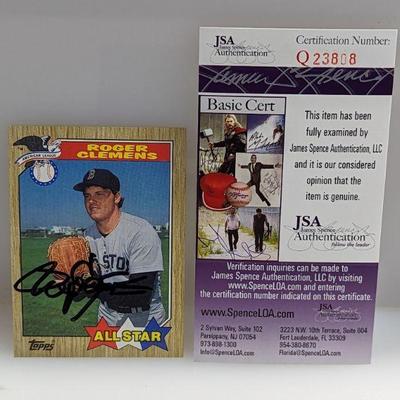 AMERICAN LEAGUE
ROGER
CLEMENS
STON
ALL STAR
Topps
JSA
James Spence
Authentication
Certification Number:
Q 23808
Basic Cert
This item has been
fully examined by
James Spence Authentication, LLC
and it is our considered
opinion that the
item is genuine.
JSA
James Spence
Authentication
Follow the leader
Verification inquiries can be made to
James Spence Authentication, LLC by visiting
www.SpenceLOA.com and entering
the certification number indicated on this certificate.
www.SpenceLOA.com
2 Sylvan Way, Suite 102
Parsippany, NJ 07054
973-898-1300
Info@SpenceLOA.com
3223 N.W. 10th Terrace, Suite 604
Fort Lauderdale, FL 33309
954-380-8670
Florida@SpenceLOA.com